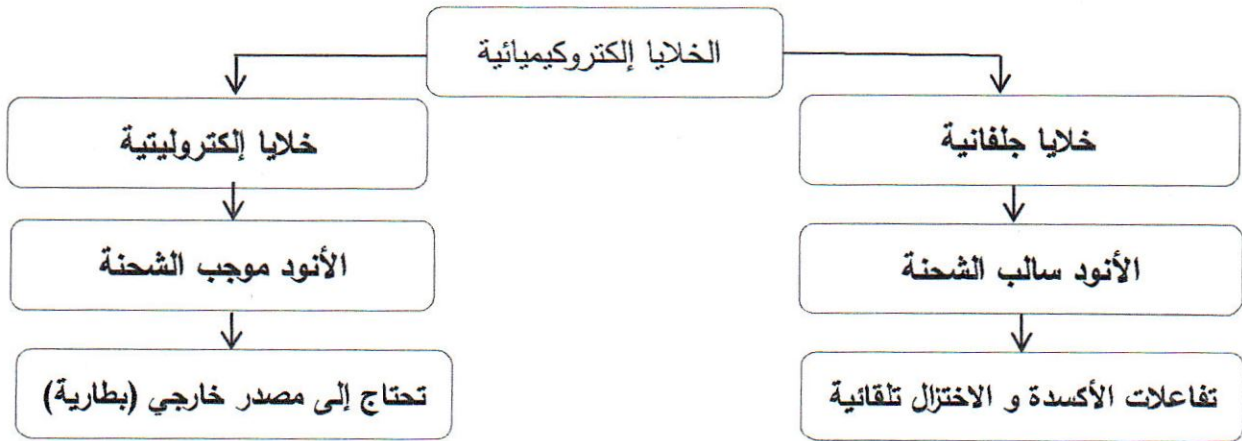 الخلايا إلكتروكيميائية
خلايا جلفانية
خلايا إلكتروليتية
الأنود سالب الشحنة
الأنود موجب الشحنة
تفاعلات الأكسدة و الاختزال تلقائية
تحتاج إلى مصدر خارجي (بطارية)